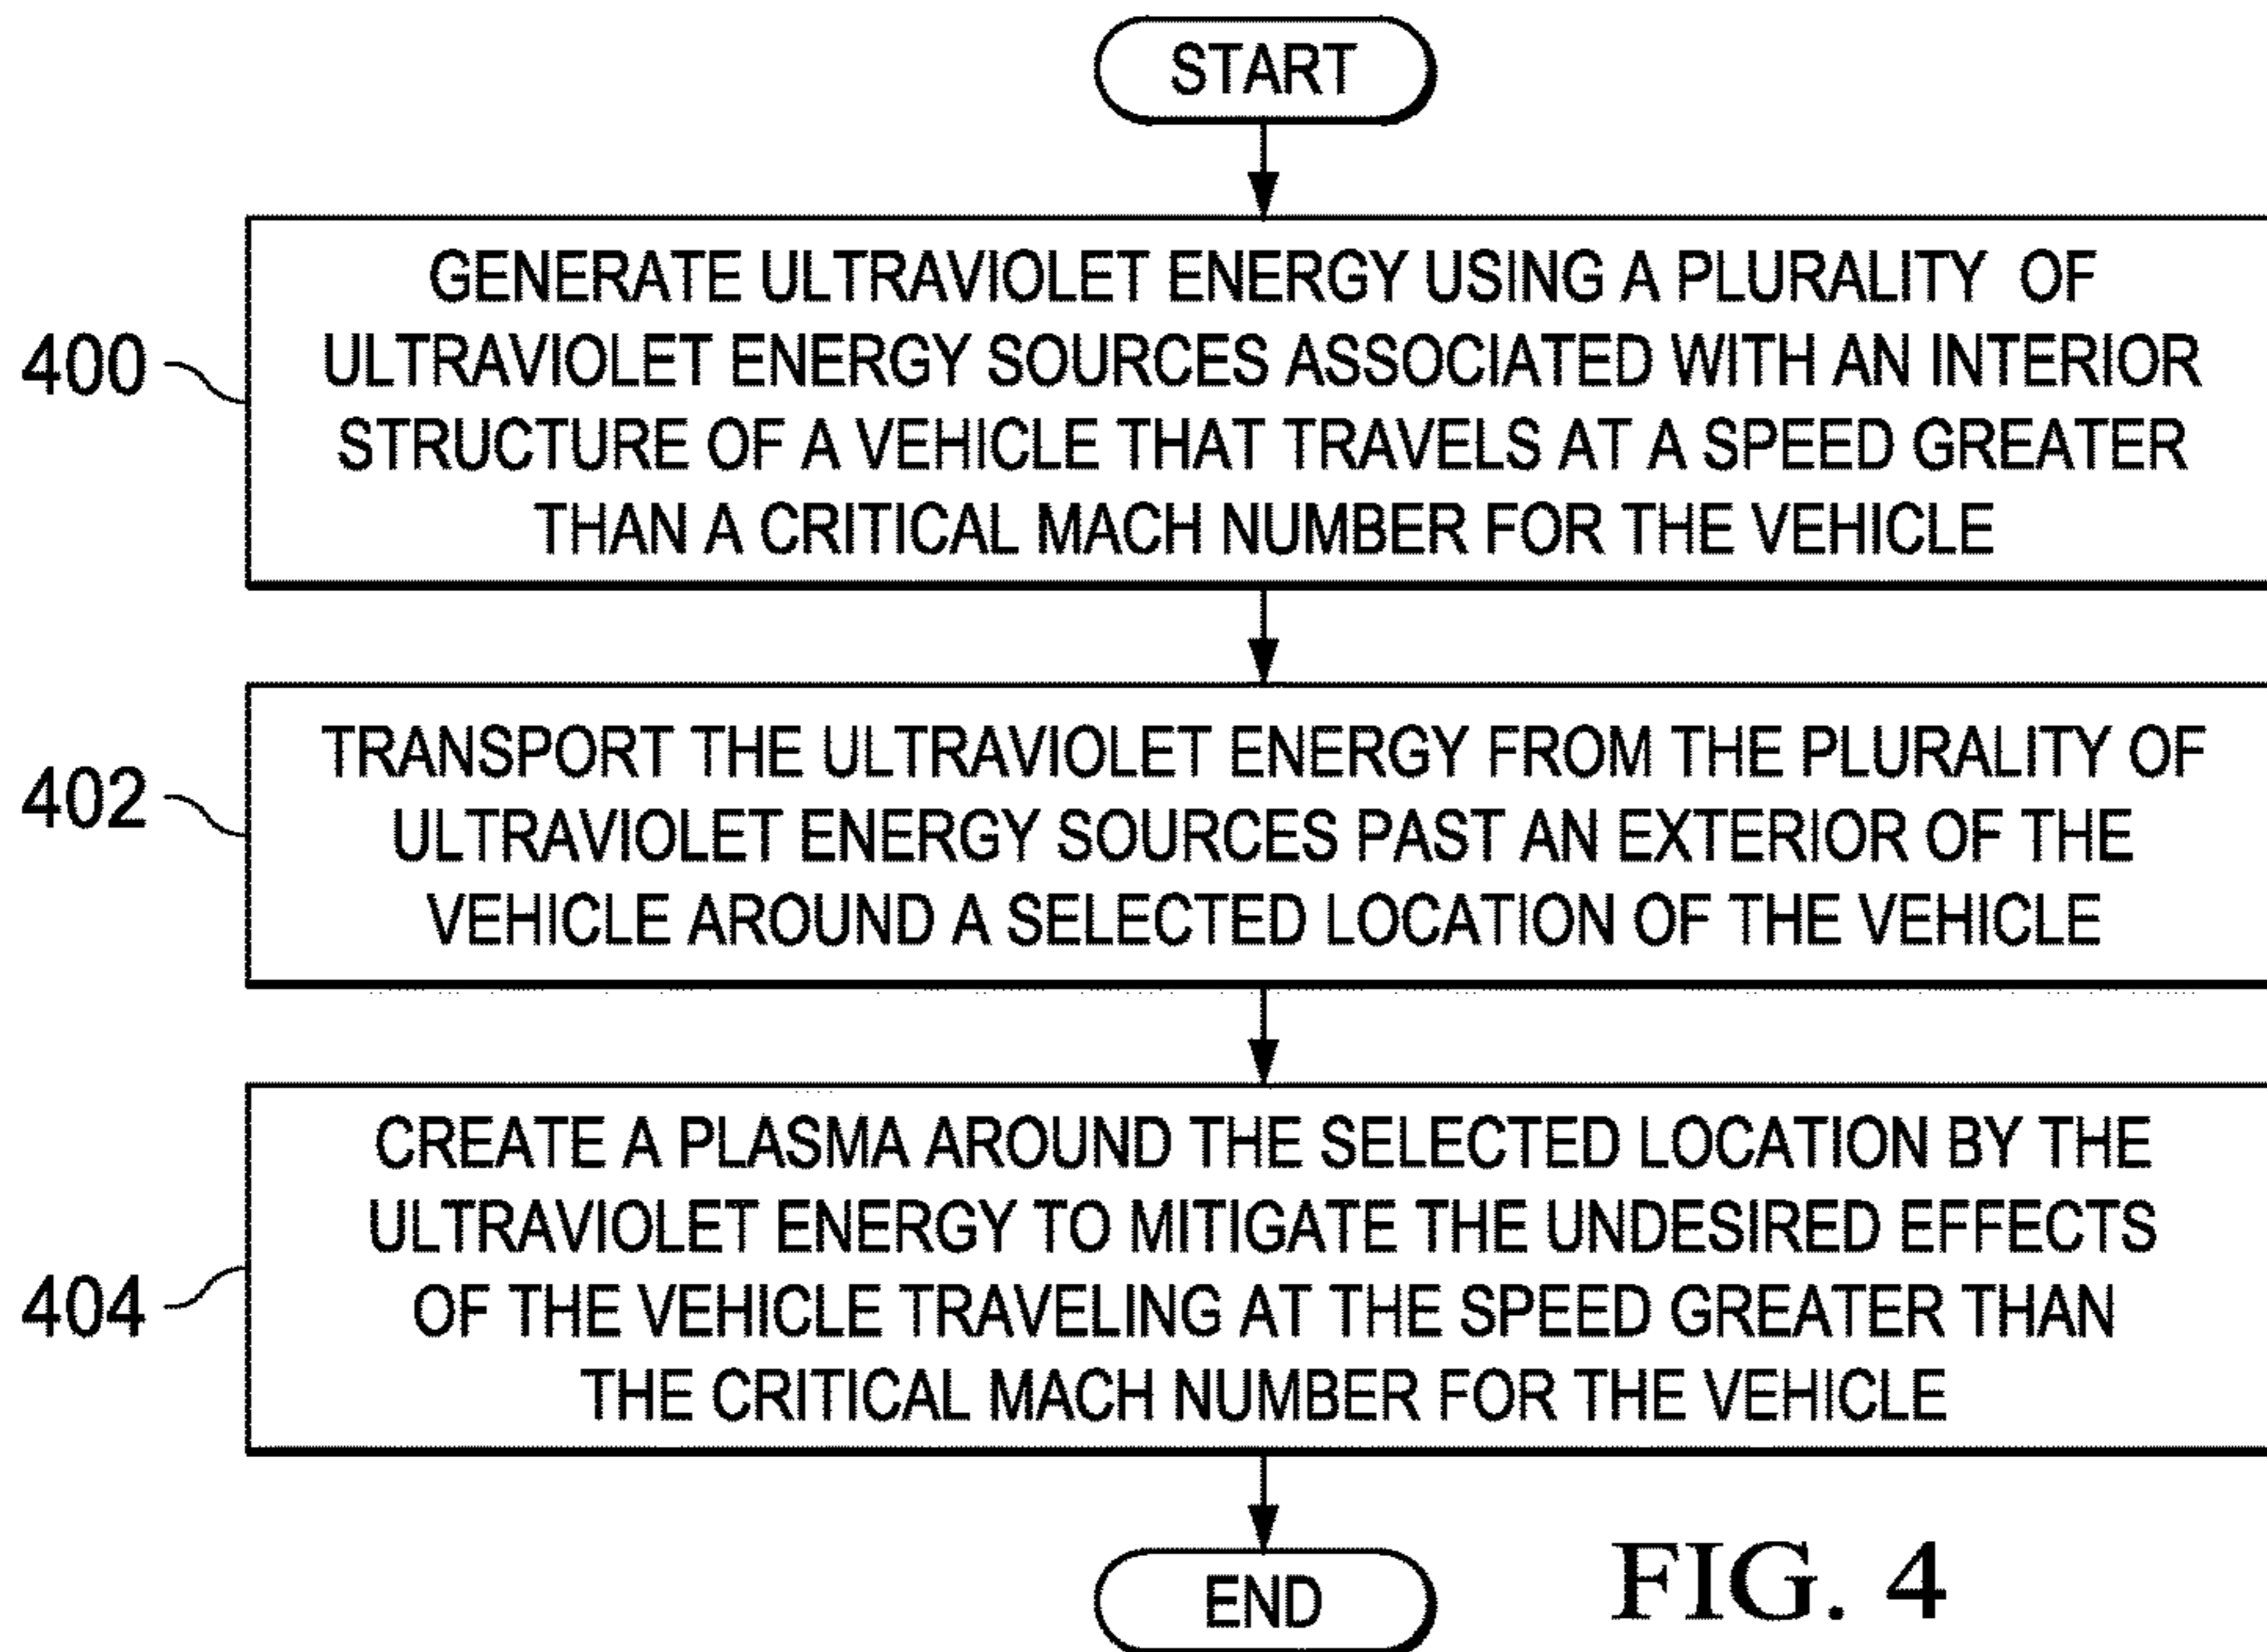 START
GENERATE ULTRAVIOLET ENERGY USING A PLURALITY OF
ULTRAVIOLET ENERGY SOURCES ASSOCIATED WITH AN INTERIOR
STRUCTURE OF A VEHICLE THAT TRAVELS AT A SPEED GREATER
THAN A CRITICAL MACH NUMBER FOR THE VEHICLE
400
TRANSPORT THE ULTRAVIOLET ENERGY FROM THE PLURALITY OF
ULTRAVIOLET ENERGY SOURCES PAST AN EXTERIOR OF THE
VEHICLE AROUND A SELECTED LOCATION OF THE VEHICLE
402
CREATE A PLASMA AROUND THE SELECTED LOCATION BY THE
ULTRAVIOLET ENERGY TO MITIGATE THE UNDESIRED EFFECTS
OF THE VEHICLE TRAVELING AT THE SPEED GREATER THAN
THE CRITICAL MACH NUMBER FOR THE VEHICLE
404
END
FIG. 4